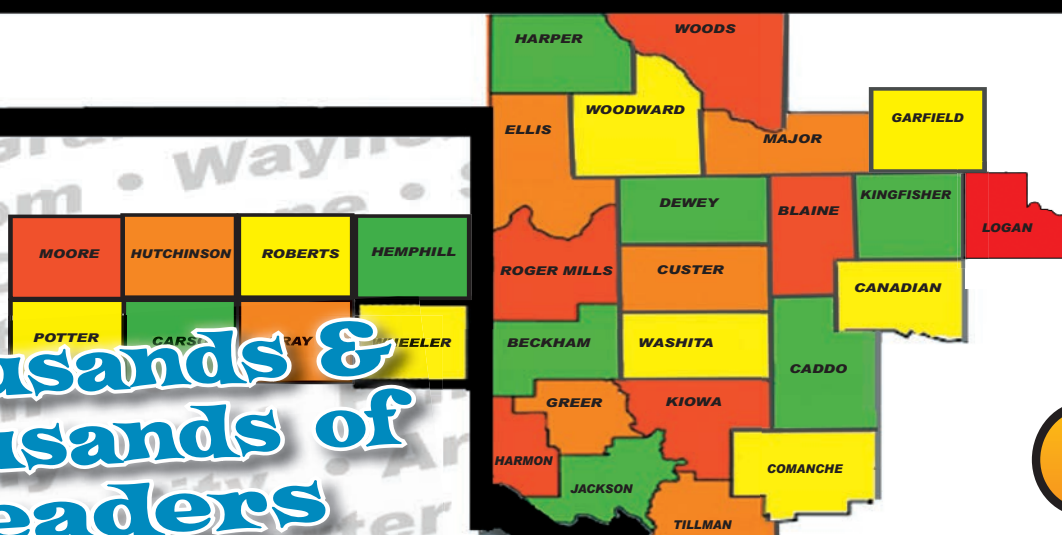 WOODS
HARPER
WOODWARD
GARFIELD
ELLIS
MAJOR
Wayne
DEWEY
BLAINE
KINGFISHER
LOGAN
MOORE
HUTCHINSON
ROBERTS
HEMPHILL
ROGER MILLS
CUSTER
CANADIAN
POTTER
BECKHAM
WASHITA
CADDO
usands &
GREER
KIOWA
usands of
HARMON
JACKSON
COMANCHE
eaders
TILLMAN